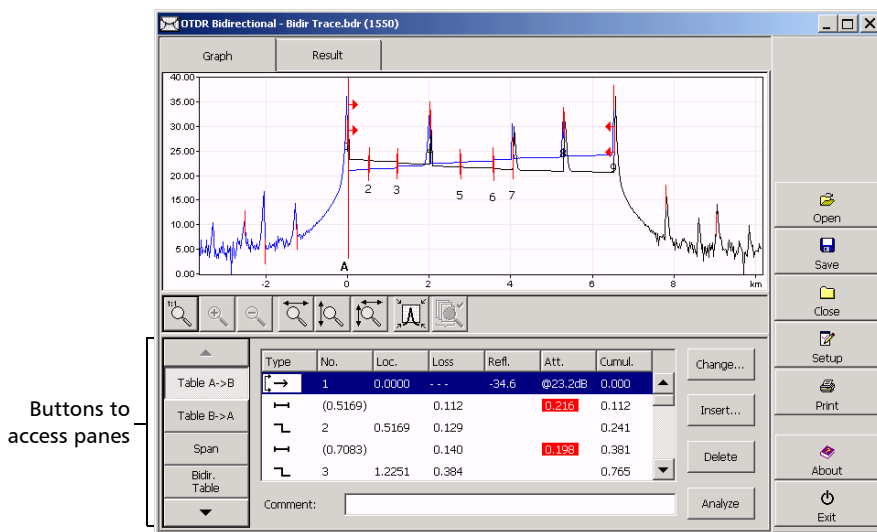 OTDR Bidirectional - Bidir Trace.bdr (1550)
Graph Result
40.00
35.00
30.00
25.00
20.00
15.00
10.00
5.00
0.00
2 3 5 6 7 8 9
A
-2 0 2 4 6 8 km
1:1
Open
Save
Close
Setup
Print
About
Exit
Buttons to
access panes
Table A->B
Table B->A
Span
Bidir.
Table
Type No. Loc. Loss Refl. Att. Cumul.
1 0.0000 --- -34.6 @23.2dB 0.000
(0.5169) 0.112 0.216 0.112
2 0.5169 0.129 0.241
(0.7083) 0.140 0.198 0.381
3 1.2251 0.384 0.765
Comment:
Change...
Insert...
Delete
Analyze